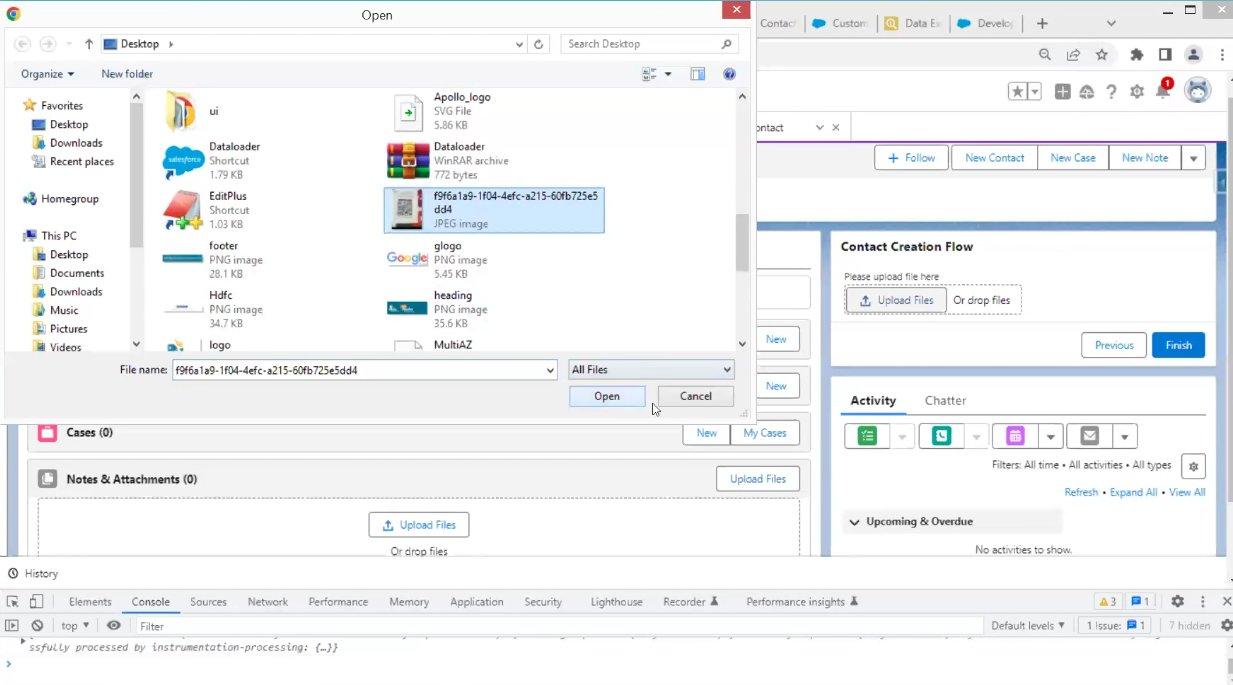 Open
Contact
Custom
Data Ex
Develop
Desktop
Search Desktop
Organize
New folder
Favorites
Desktop
Downloads
Recent places
Homegroup
This PC
Desktop
Documents
Downloads
Music
Pictures
Videos
ui
Apollo_logo
SVG File
5.86 KB
Dataloader
Shortcut
1.79 KB
salesforce
Dataloader
WinRAR archive
772 bytes
EditPlus
Shortcut
1.03 KB
f9f6a1a9-1f04-4efc-a215-60fb725e5
dd4
JPEG image
footer
PNG image
28.1 KB
Google
glogo
PNG image
5.45 KB
Hdfc
PNG image
34.7 KB
heading
PNG image
35.6 KB
logo
MultiAZ
File name:
f9f6a1a9-1f04-4efc-a215-60fb725e5dd4
All Files
Open
Cancel
1
ontact
Follow
New Contact
New Case
New Note
Contact Creation Flow
Please upload file here
Upload Files
Or drop files
Previous
Finish
New
New
Activity
Chatter
Filters: All time • All activities • All types
Refresh • Expand All • View All
Upcoming & Overdue
No activities to show.
Cases (0)
New
My Cases
Notes & Attachments (0)
Upload Files
Upload Files
Or drop files
History
Elements
Console
Sources
Network
Performance
Memory
Application
Security
Lighthouse
Recorder
Performance insights
3
1
top
Filter
Default levels
1 Issue:
1
7 hidden
ssfully processed by instrumentation-processing: {…}}